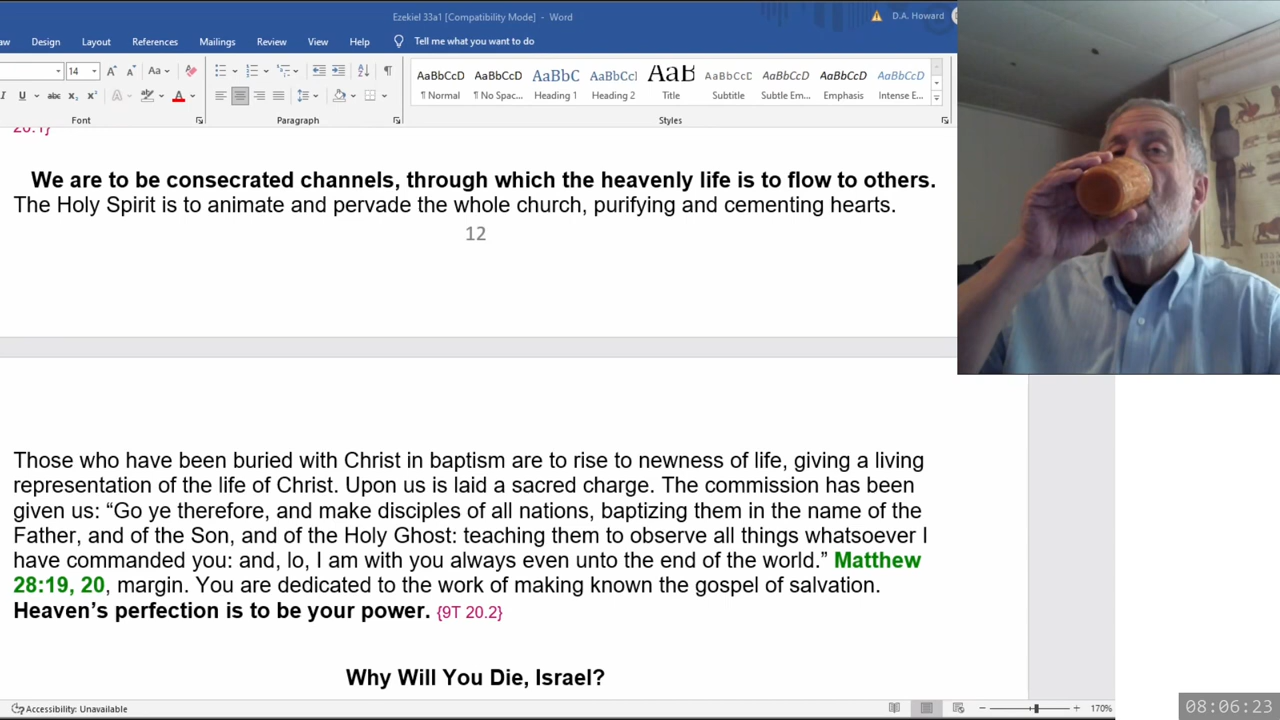 Ezekiel 33a1 [Compatibility Mode] - Word
D.A. Howard
aw Design Layout References Mailings Review View Help Tell me what you want to do
14
AaBbCcD AaBbCcD AaBbC AaBbCcI AaB AaBbCcD AaBbCcD AaBbCcD AaBbCcD
¶ Normal ¶ No Spac... Heading 1 Heading 2 Title Subtitle Subtle Em... Emphasis Intense E...
Font Paragraph Styles
20.1}
We are to be consecrated channels, through which the heavenly life is to flow to others.
The Holy Spirit is to animate and pervade the whole church, purifying and cementing hearts.
12
Those who have been buried with Christ in baptism are to rise to newness of life, giving a living
representation of the life of Christ. Upon us is laid a sacred charge. The commission has been
given us: “Go ye therefore, and make disciples of all nations, baptizing them in the name of the
Father, and of the Son, and of the Holy Ghost: teaching them to observe all things whatsoever I
have commanded you: and, lo, I am with you always even unto the end of the world.” Matthew
28:19, 20, margin. You are dedicated to the work of making known the gospel of salvation.
Heaven’s perfection is to be your power. {9T 20.2}
Why Will You Die, Israel?
Accessibility: Unavailable
170%
08:06:23